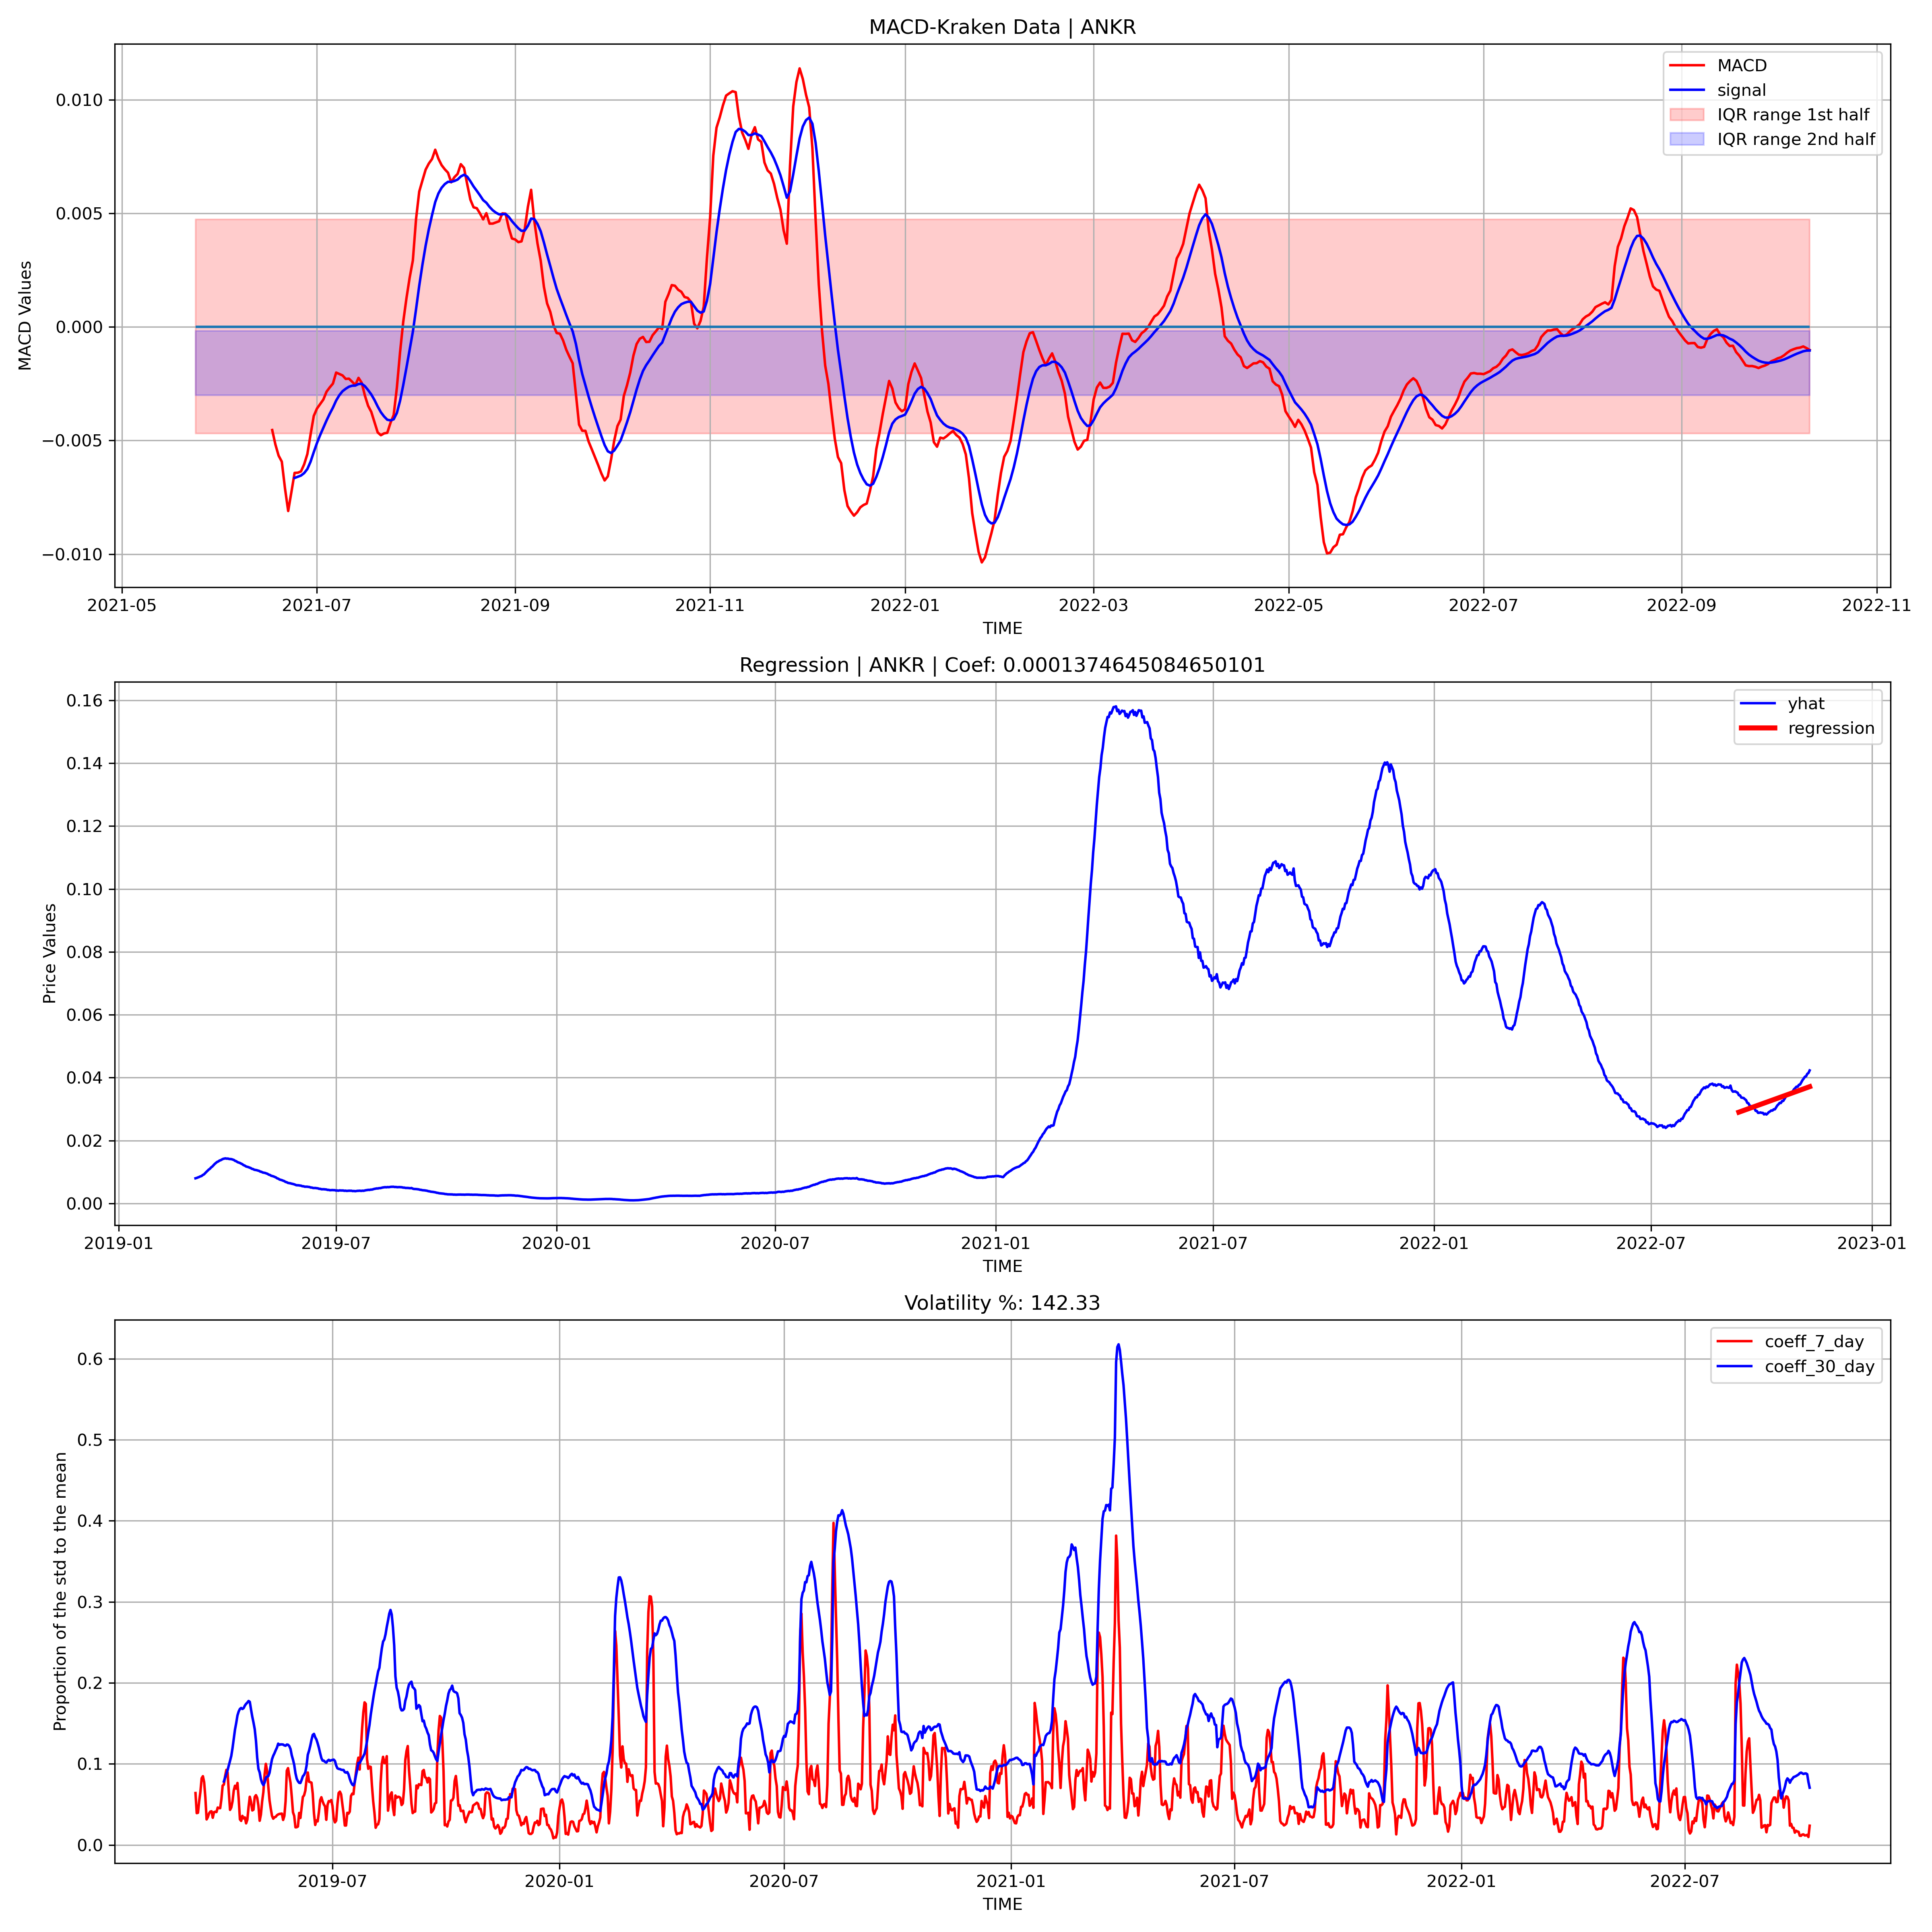 MACD-Kraken Data | ANKR
MACD
signal
IQR range 1st half
IQR range 2nd half
MACD Values
0.010
0.005
0.000
−0.005
−0.010
2021-05 2021-07 2021-09 2021-11 2022-01 2022-03 2022-05 2022-07 2022-09 2022-11
TIME
Regression | ANKR | Coef: 0.0001374645084650101
yhat
regression
Price Values
0.16
0.14
0.12
0.10
0.08
0.06
0.04
0.02
0.00
2019-01 2019-07 2020-01 2020-07 2021-01 2021-07 2022-01 2022-07 2023-01
TIME
Volatility %: 142.33
coeff_7_day
coeff_30_day
Proportion of the std to the mean
0.6
0.5
0.4
0.3
0.2
0.1
0.0
2019-07 2020-01 2020-07 2021-01 2021-07 2022-01 2022-07
TIME